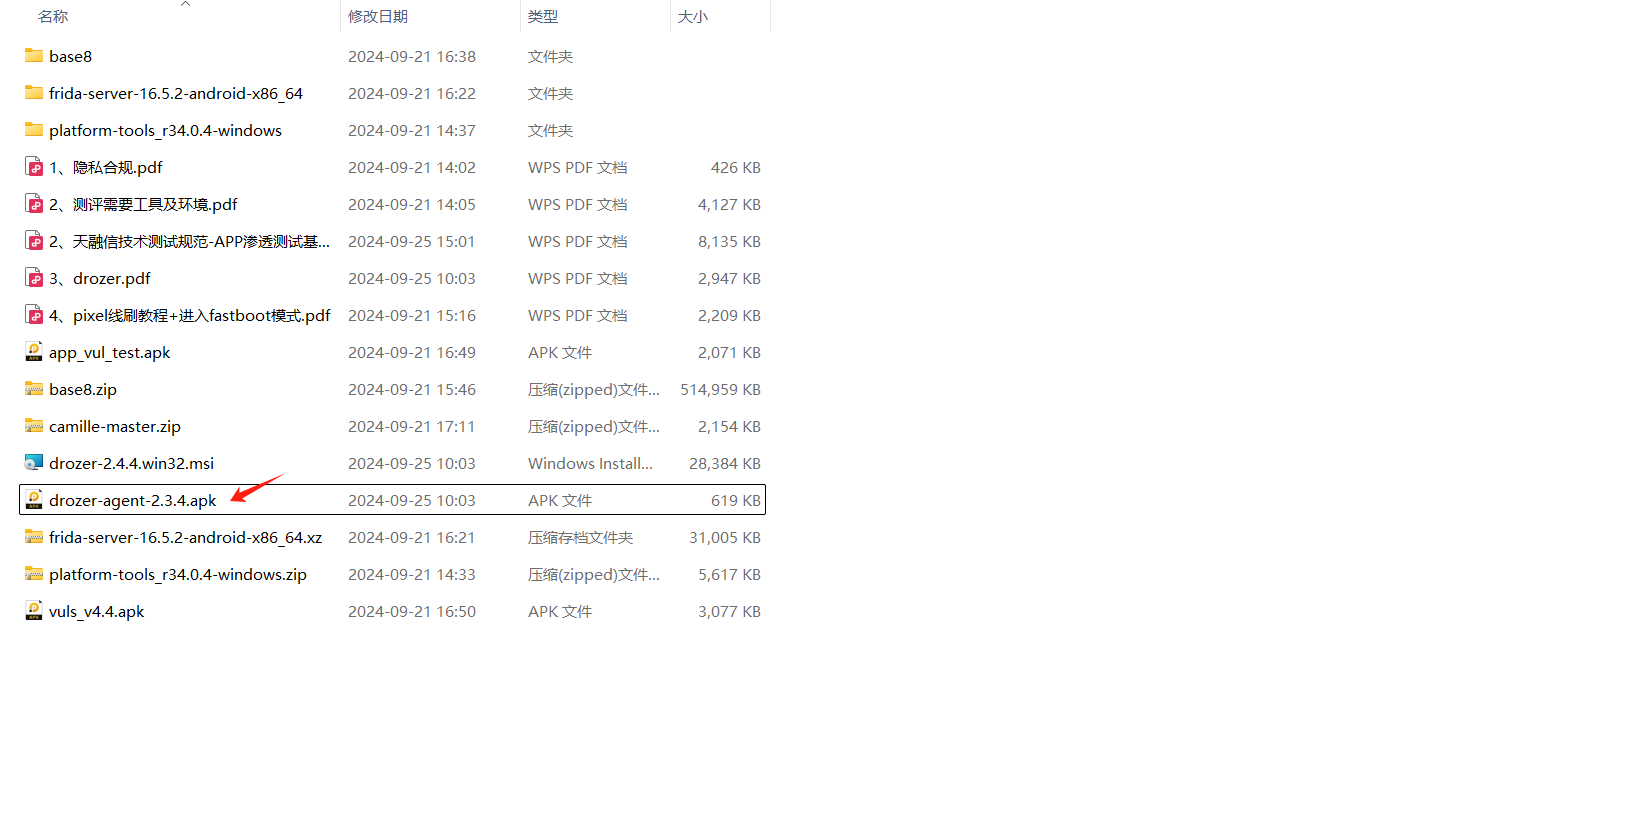 名称 修改日期 类型 大小
base8 2024-09-21 16:38 文件夹
frida-server-16.5.2-android-x86_64 2024-09-21 16:22 文件夹
platform-tools_r34.0.4-windows 2024-09-21 14:37 文件夹
1、隐私合规.pdf 2024-09-21 14:02 WPS PDF 文档 426 KB
2、测评需要工具及环境.pdf 2024-09-21 14:05 WPS PDF 文档 4,127 KB
2、天融信技术测试规范-APP渗透测试基... 2024-09-25 15:01 WPS PDF 文档 8,135 KB
3、drozer.pdf 2024-09-25 10:03 WPS PDF 文档 2,947 KB
4、pixel线刷教程+进入fastboot模式.pdf 2024-09-21 15:16 WPS PDF 文档 2,209 KB
app_vul_test.apk 2024-09-21 16:49 APK 文件 2,071 KB
base8.zip 2024-09-21 15:46 压缩(zipped)文件... 514,959 KB
camille-master.zip 2024-09-21 17:11 压缩(zipped)文件... 2,154 KB
drozer-2.4.4.win32.msi 2024-09-25 10:03 Windows Install... 28,384 KB
drozer-agent-2.3.4.apk 2024-09-25 10:03 APK 文件 619 KB
frida-server-16.5.2-android-x86_64.xz 2024-09-21 16:21 压缩存档文件夹 31,005 KB
platform-tools_r34.0.4-windows.zip 2024-09-21 14:33 压缩(zipped)文件... 5,617 KB
vuls_v4.4.apk 2024-09-21 16:50 APK 文件 3,077 KB